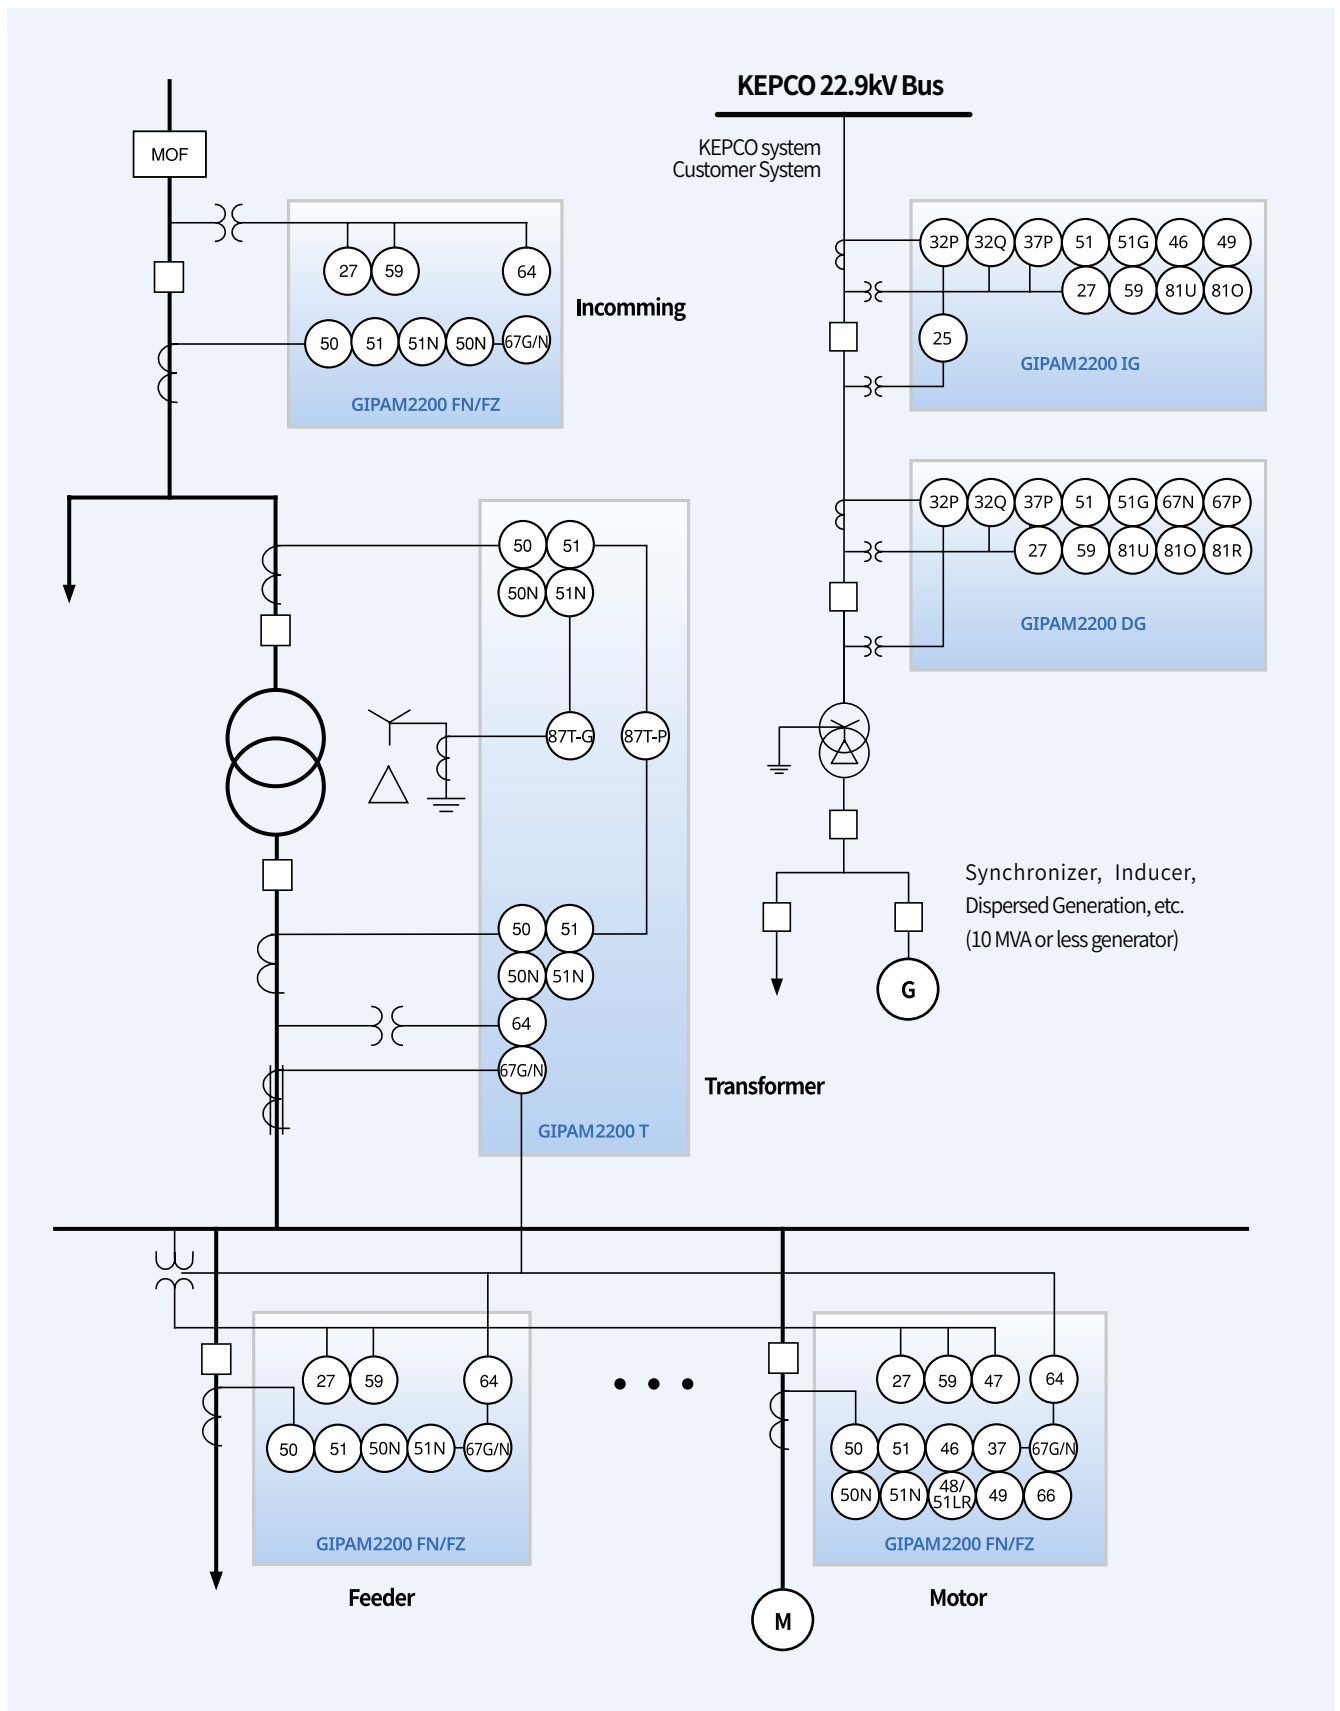 KEPCO 22.9kV Bus
KEPCO system
Customer System
MOF
27 59 64
50 51 51N 50N 67G/N
GIPAM2200 FN/FZ
Incomming
32P 32Q 37P 51 51G 46 49
27 59 81U 81O
25
GIPAM2200 IG
32P 32Q 37P 51 51G 67N 67P
27 59 81U 81O 81R
GIPAM2200 DG
50 51
50N 51N
87T-G 87T-P
50 51
50N 51N
64
67G/N
GIPAM2200 T
Transformer
Synchronizer, Inducer,
Dispersed Generation, etc.
(10 MVA or less generator)
G
27 59 64
50 51 50N 51N 67G/N
GIPAM2200 FN/FZ
Feeder
27 59 47 64
50 51 46 37 67G/N
50N 51N 48/ 49 66
51LR
GIPAM2200 FN/FZ
Motor
M